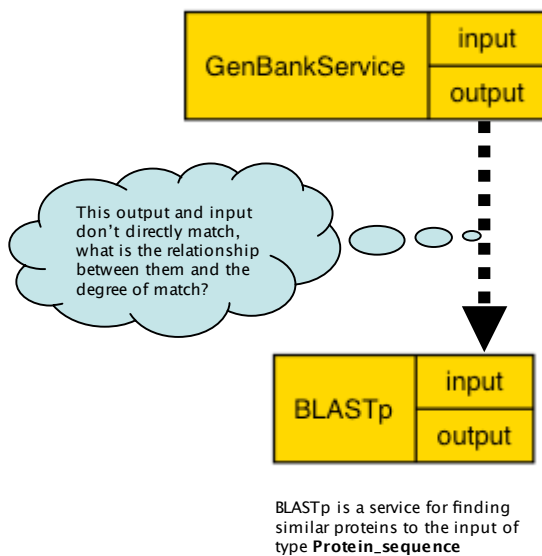 GenBankService
input
output
This output and input
don't directly match,
what is the relationship
between them and the
degree of match?
BLASTp
input
output
BLASTp is a service for finding
similar proteins to the input of
type Protein_sequence